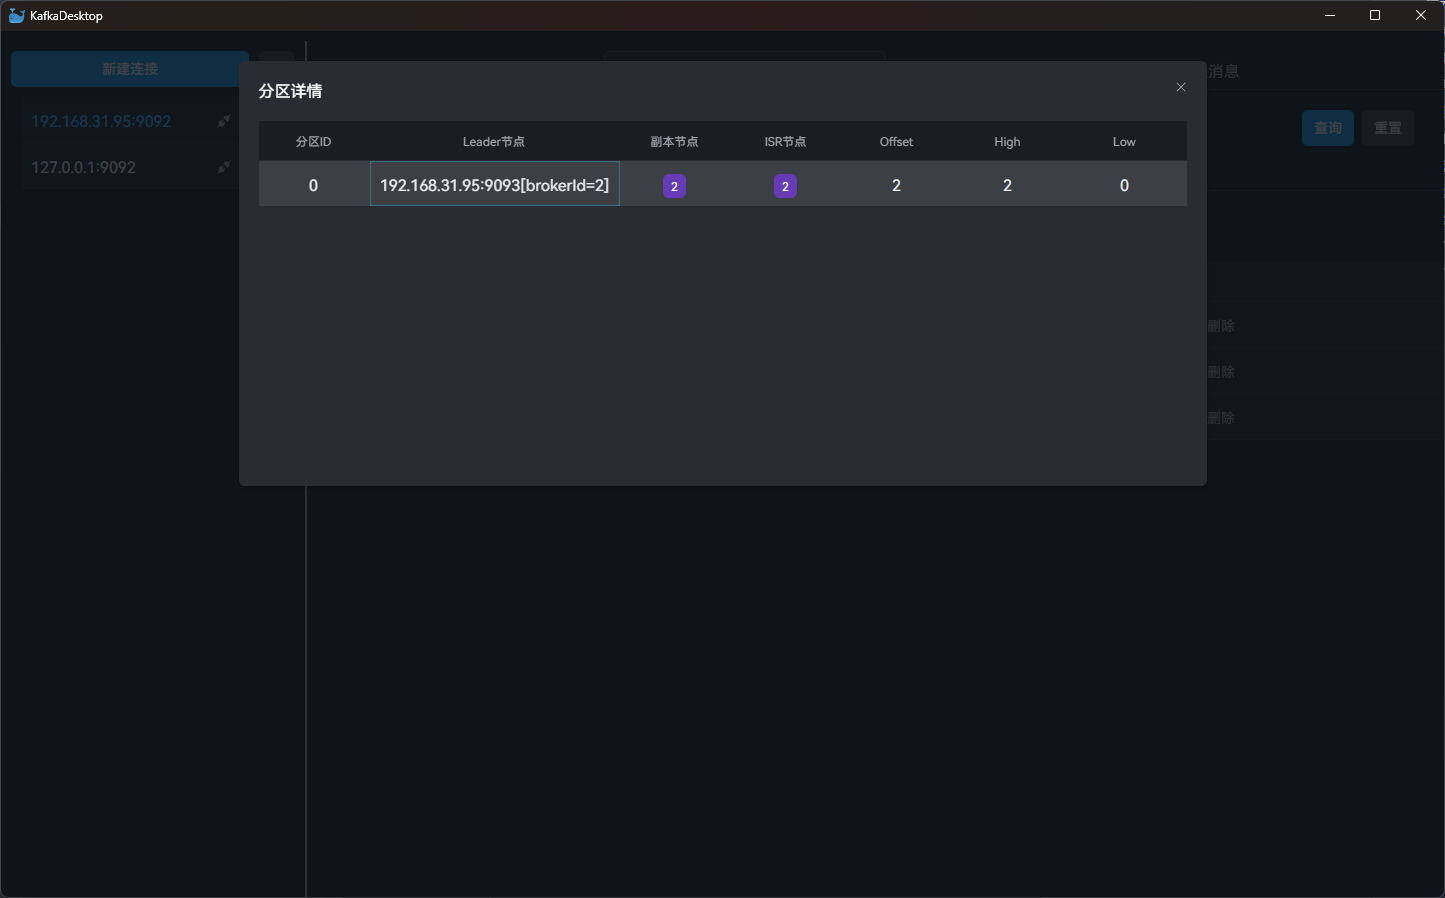 KafkaDesktop
新建连接
消息
分区详情
192.168.31.95:9092
查询 重置
分区ID Leader节点 副本节点 ISR节点 Offset High Low
127.0.0.1:9092
0 192.168.31.95:9093[brokerId=2] 2 2 2 2 0
删除
删除
删除